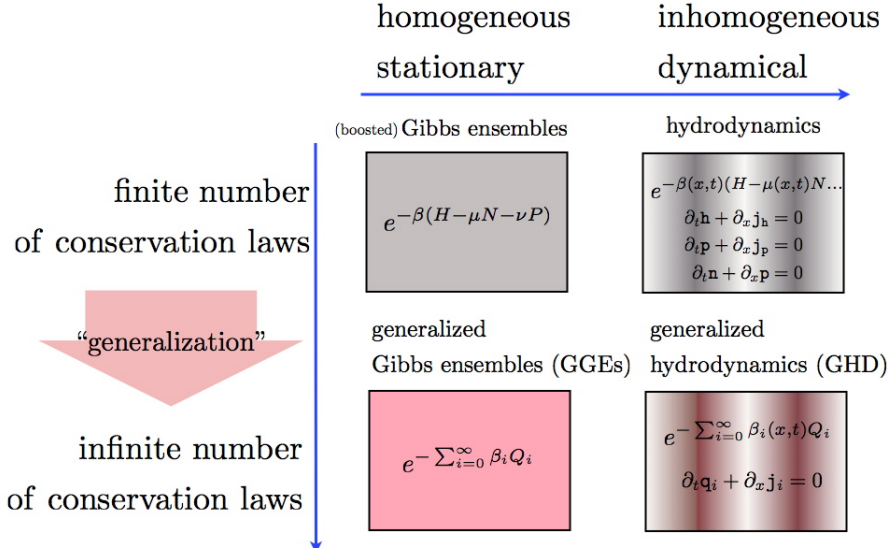 homogeneous
stationary
inhomogeneous
dynamical
(boosted) Gibbs ensembles
hydrodynamics
finite number
of conservation laws
e^{-β(H-μN-νP)}
e^{-β(x,t)(H-μ(x,t)N...}
∂_t h + ∂_x j_h = 0
∂_t p + ∂_x j_p = 0
∂_t n + ∂_x p = 0
“generalization”
generalized
Gibbs ensembles (GGEs)
generalized
hydrodynamics (GHD)
infinite number
of conservation laws
e^{-∑_{i=0}^{∞} β_i Q_i}
e^{-∑_{i=0}^{∞} β_i(x,t)Q_i}
∂_t q_i + ∂_x j_i = 0